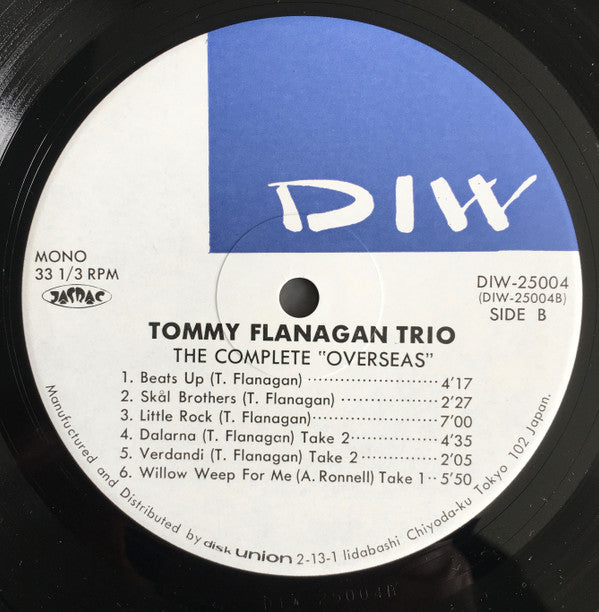 DIW
MONO
33 1/3 RPM
JASRAC
DIW-25004
(DIW-25004B)
SIDE B
TOMMY FLANAGAN TRIO
THE COMPLETE "OVERSEAS"
1. Beats Up (T. Flanagan) ·················· 4'17
2. Skål Brothers (T. Flanagan) ·············· 2'27
3. Little Rock (T. Flanagan)················· 7'00
4. Dalarna (T. Flanagan) Take 2············ 4'35
5. Verdandi (T. Flanagan) Take 2··········· 2'05
6. Willow Weep For Me (A. Ronnell) Take 1·· 5'50
Manufuctured and Distributed by disk union 2-13-1 Iidabashi Chiyoda-ku Tokyo 102 Japan.
DIW 25004B